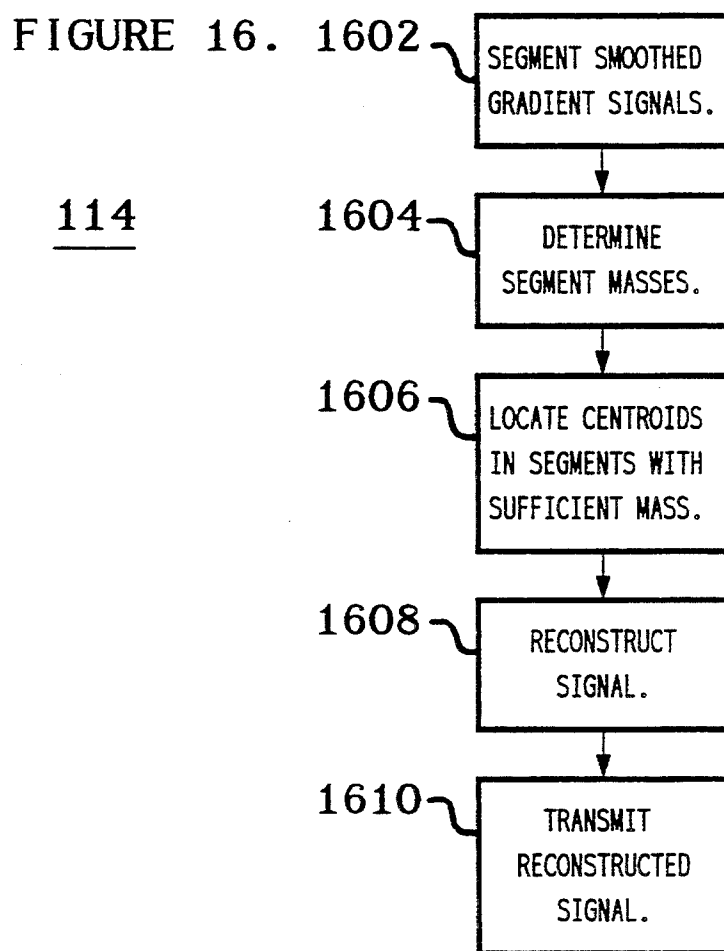 FIGURE 16.
114
1602
SEGMENT SMOOTHED
GRADIENT SIGNALS.
1604
DETERMINE
SEGMENT MASSES.
1606
LOCATE CENTROIDS
IN SEGMENTS WITH
SUFFICIENT MASS.
1608
RECONSTRUCT
SIGNAL.
1610
TRANSMIT
RECONSTRUCTED
SIGNAL.